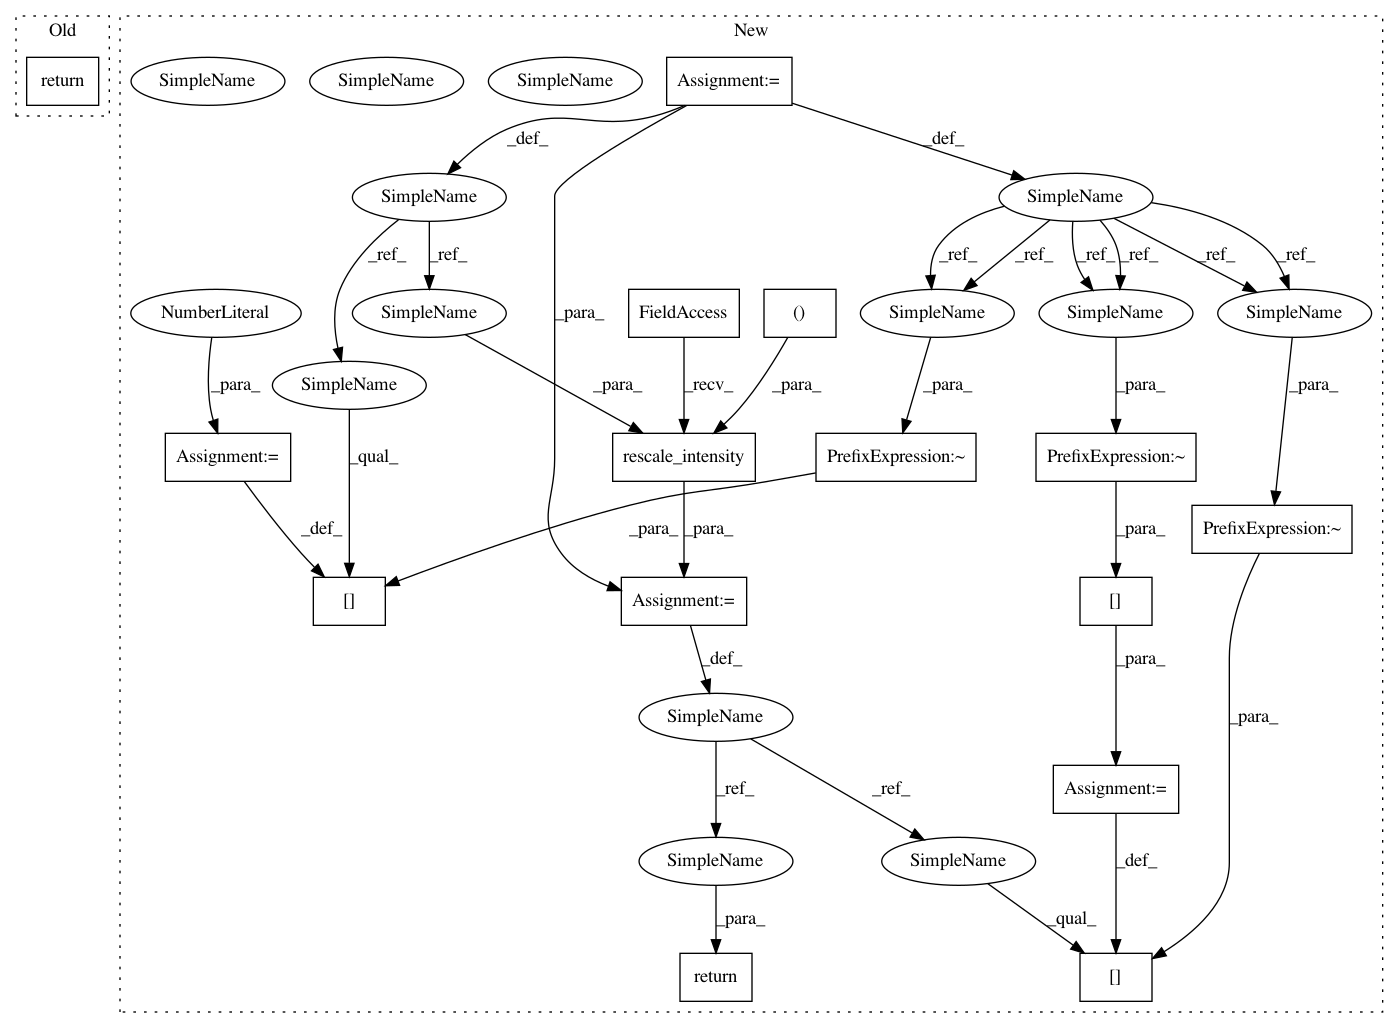 Old
New
return
SimpleName
SimpleName
SimpleName
Assignment:=
_def_
_def_
SimpleName
SimpleName
_ref_
_ref_
_ref_
_ref_
_ref_
_ref_
_ref_
_ref_
NumberLiteral
SimpleName
FieldAccess
()
SimpleName
SimpleName
SimpleName
_para_
_para_
SimpleName
_para_
_recv_
_para_
_para_
_para_
_para_
Assignment:=
_qual_
rescale_intensity
PrefixExpression:~
PrefixExpression:~
_def_
_para_
_para_
_para_
PrefixExpression:~
[]
Assignment:=
[]
_def_
_para_
SimpleName
_para_
_ref_
_ref_
Assignment:=
SimpleName
SimpleName
_def_
_para_
_qual_
return
[]